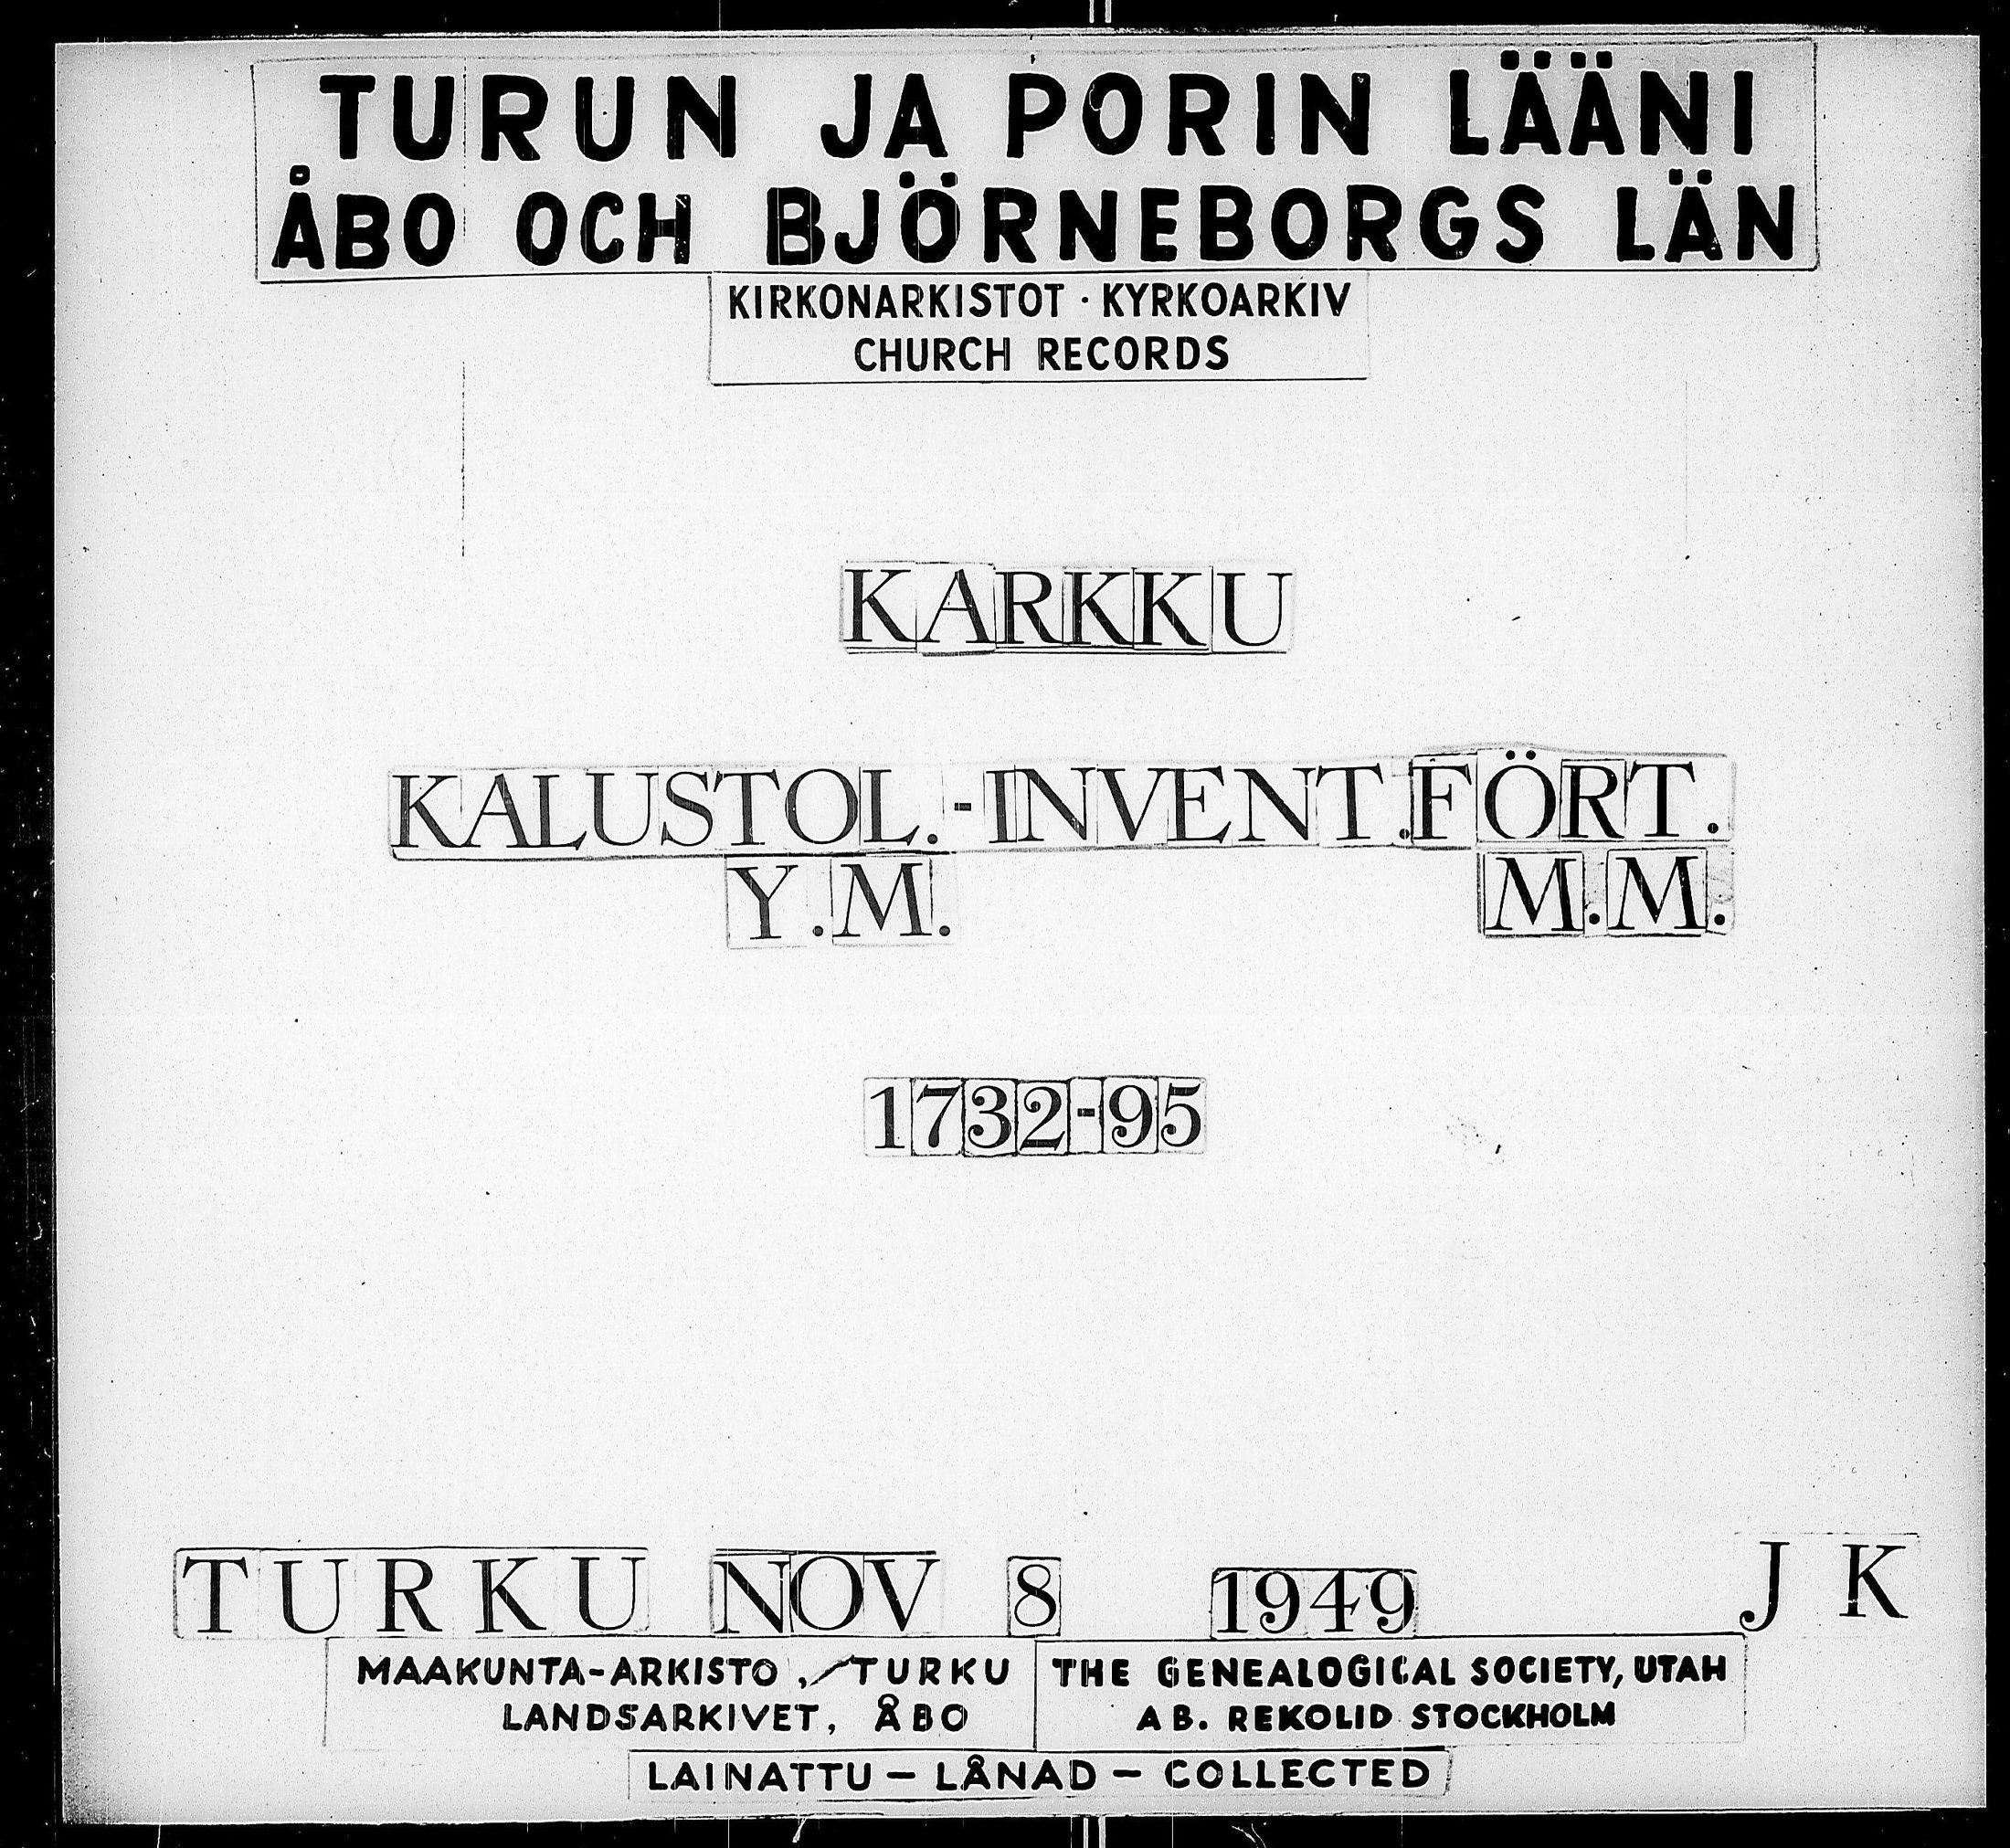 TURUN JA PORIN LÄÄNI
ÅBO OCH BJÖRNEBORGS LÄN
KIRKONARKISTOT · KYRKOARKIV
CHURCH RECORDS
KARKKU
KALUSTOL.-INVENT.FÖRT.
Y.M. M.M.
1732-95
TURKU NOV 8 1949 J K
MAAKUNTA-ARKISTO, TURKU
LANDSARKIVET, ÅBO
THE GENEALOGICAL SOCIETY, UTAH
AB. REKOLID STOCKHOLM
LAINATTU – LÅNAD – COLLECTED